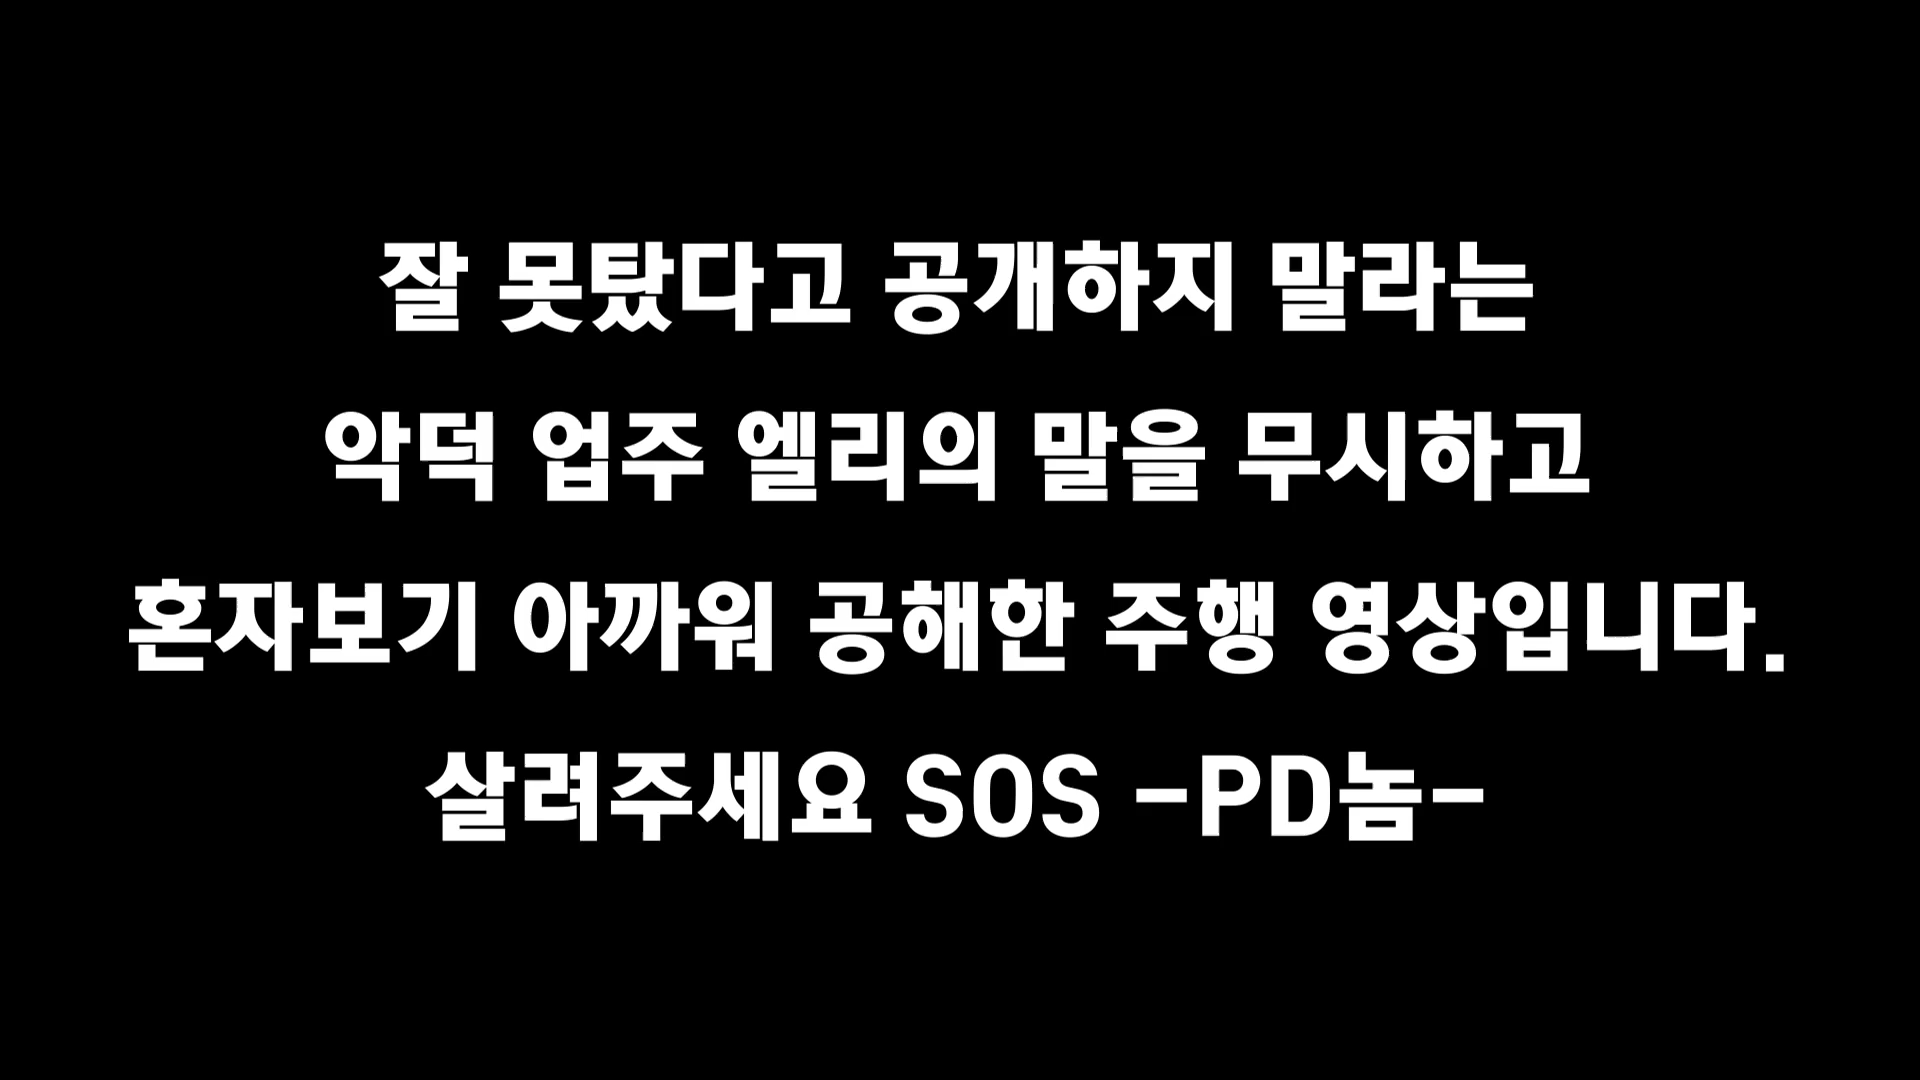 잘 못탔다고 공개하지 말라는
악덕 업주 엘리의 말을 무시하고
혼자보기 아까워 공해한 주행 영상입니다.
살려주세요 SOS -PD놈-